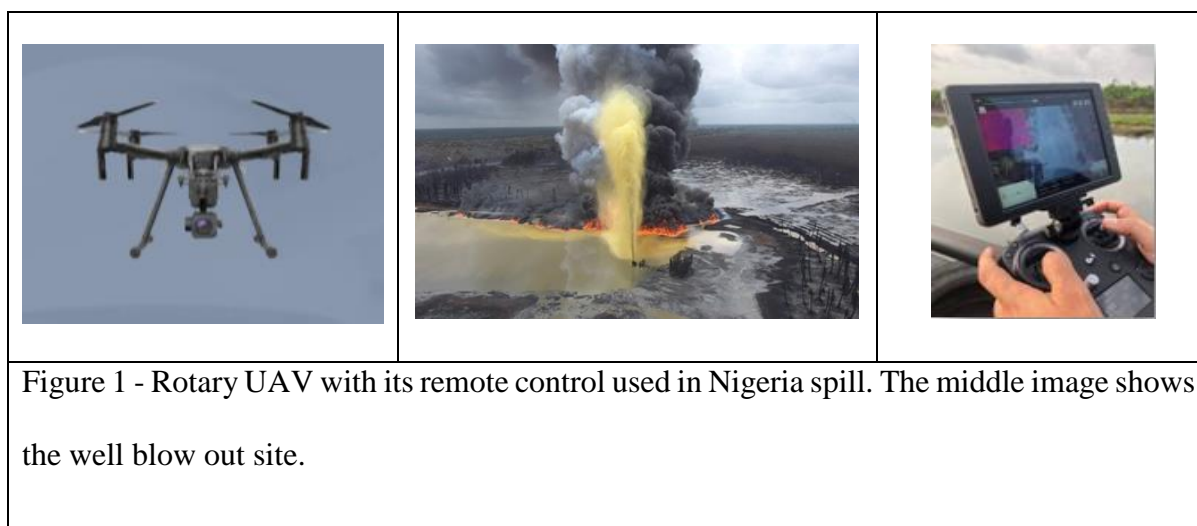 Figure 1 - Rotary UAV with its remote control used in Nigeria spill. The middle image shows
the well blow out site.